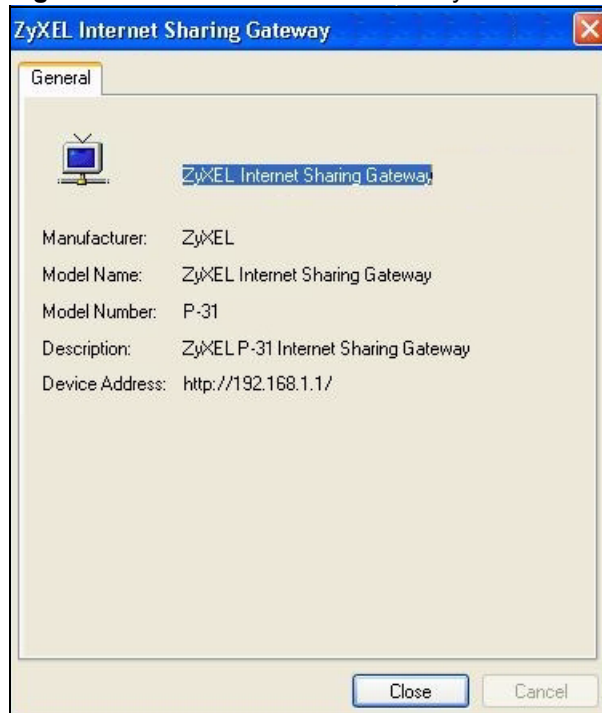 ZyXEL Internet Sharing Gateway
General
ZyXEL Internet Sharing Gateway
Manufacturer: ZyXEL
Model Name: ZyXEL Internet Sharing Gateway
Model Number: P-31
Description: ZyXEL P-31 Internet Sharing Gateway
Device Address: http://192.168.1.1/
Close Cancel